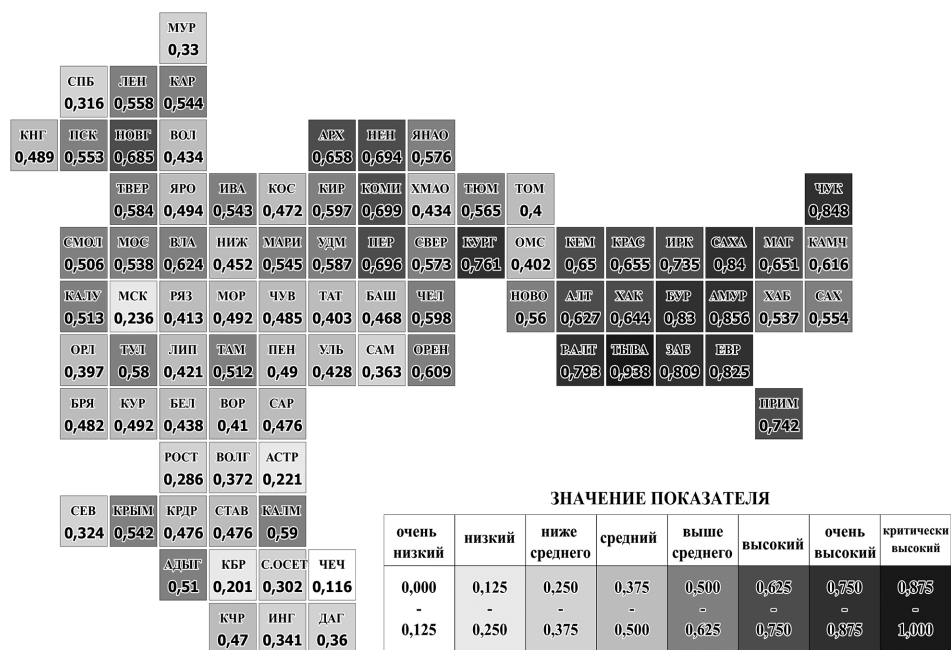 МУР
0,33
СПБ ЛЕН КАР
0,316 0,558 0,544
КНГ ПСК НОВГ ВОЛ АРХ НЕН ЯНАО
0,489 0,553 0,685 0,434 0,658 0,694 0,576
ТВЕР ЯРО ИВА КОС КИР КОМИ ХМАО ТЮМ ТОМ ЧУК
0,584 0,494 0,543 0,472 0,597 0,699 0,434 0,565 0,4 0,848
СМОЛ МОС ВЛА НИЖ МАРИ УДМ ПЕР СВЕР КУРГ ОМС КЕМ КРАС ИРК САХА МАГ КАМЧ
0,506 0,538 0,624 0,452 0,545 0,587 0,696 0,573 0,761 0,402 0,65 0,655 0,735 0,84 0,651 0,616
КАЛУ МСК РЯЗ МОР ЧУВ ТАТ БАШ ЧЕЛ НОВО АЛТ ХАК БУР АМУР ХАБ САХ
0,513 0,236 0,413 0,492 0,485 0,403 0,468 0,598 0,56 0,627 0,644 0,83 0,856 0,537 0,554
ОРЛ ТУЛ ЛИП ТАМ ПЕН УЛЬ САМ ОРЕН Р.АЛТ ТЫВА ЗАБ ЕВР
0,397 0,58 0,421 0,512 0,49 0,428 0,363 0,609 0,793 0,938 0,809 0,825
БРЯ КУР БЕЛ ВОР САР ПРИМ
0,482 0,492 0,438 0,41 0,476 0,742
РОСТ ВОЛГ АСТР
0,286 0,372 0,221
СЕВ КРЫМ КРДР СТАВ КАЛМ
0,324 0,542 0,476 0,476 0,59
АДЫГ КБР С.ОСЕТ ЧЕЧ
0,51 0,201 0,302 0,116
КЧР ИНГ ДАГ
0,47 0,341 0,36
ЗНАЧЕНИЕ ПОКАЗАТЕЛЯ
очень низкий низкий ниже среднего средний выше среднего высокий очень высокий критически высокий
0,000 0,125 0,250 0,375 0,500 0,625 0,750 0,875
- - - - - - - -
0,125 0,250 0,375 0,500 0,625 0,750 0,875 1,000